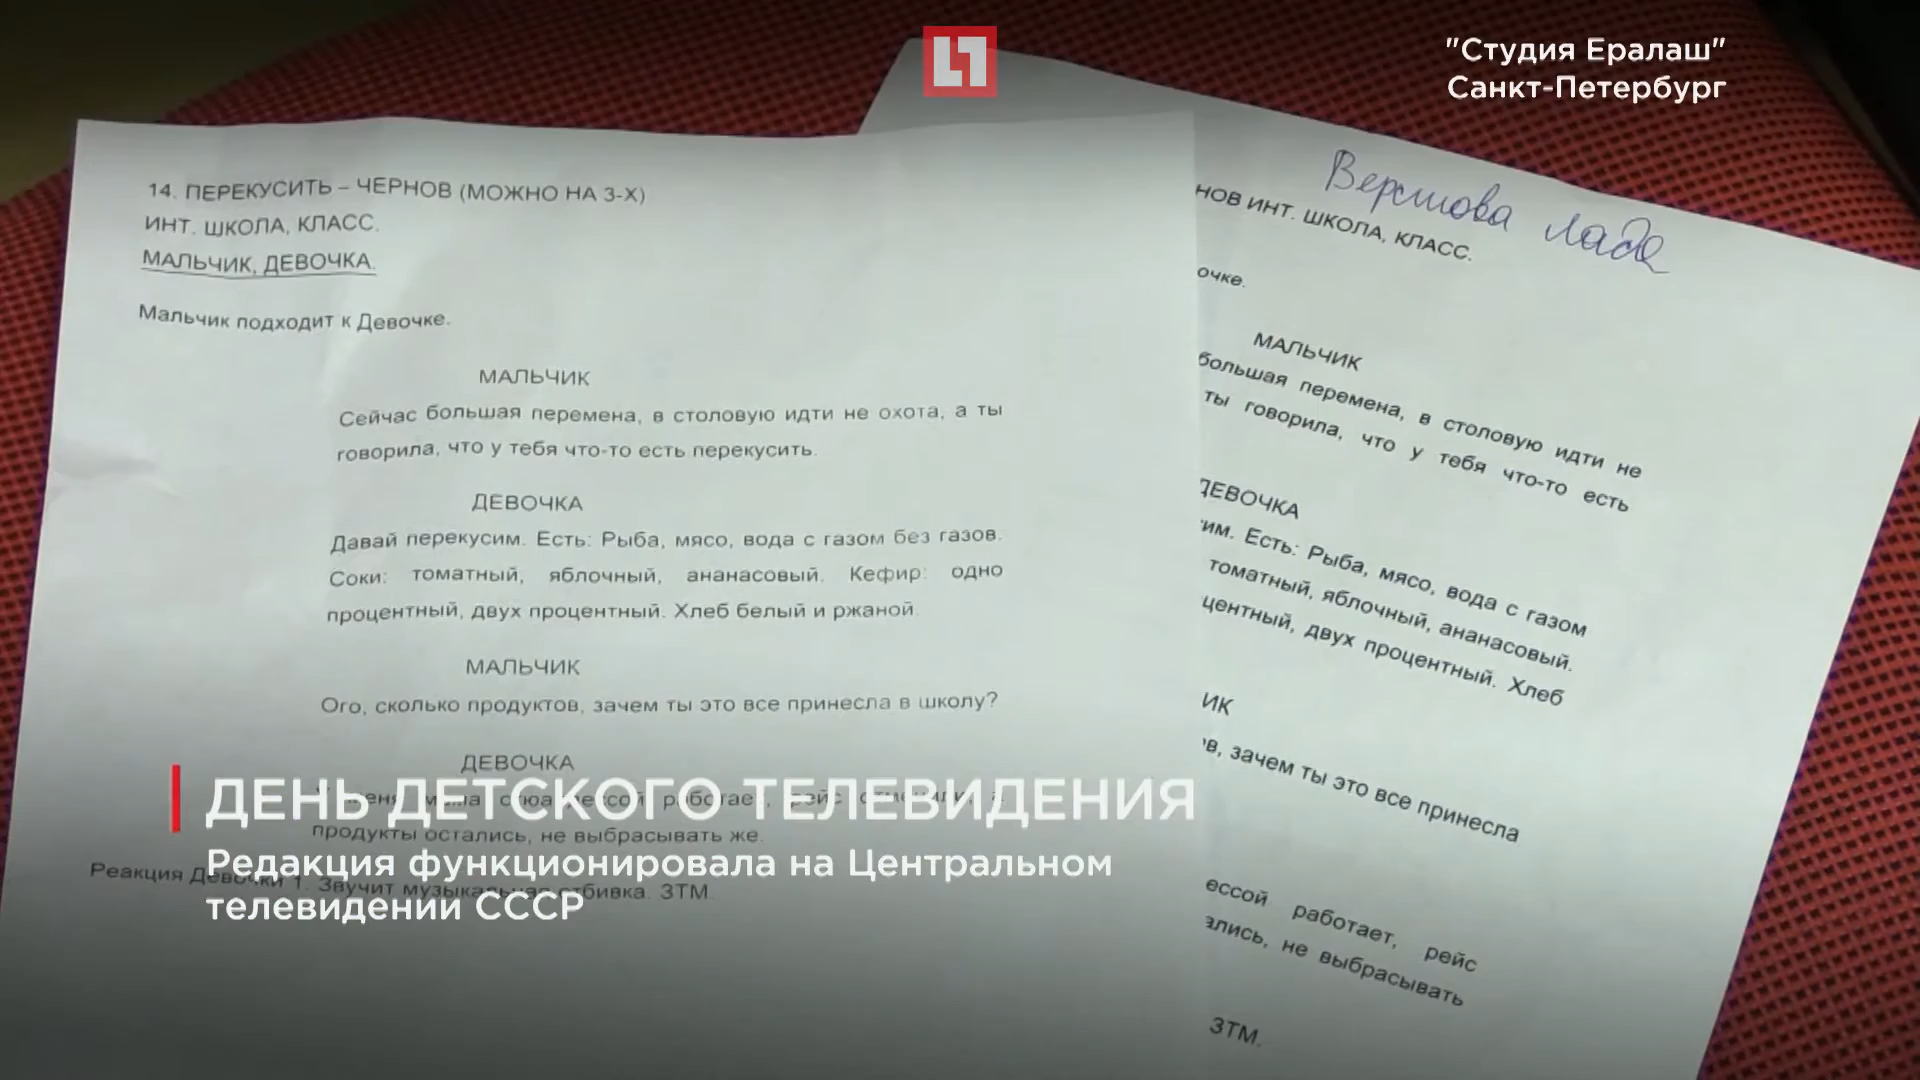 "Студия Ералаш"
Санкт-Петербург
14. ПЕРЕКУСИТЬ – ЧЕРНОВ (МОЖНО НА 3-Х)
ИНТ. ШКОЛА, КЛАСС.
МАЛЬЧИК, ДЕВОЧКА.
Мальчик подходит к Девочке.
МАЛЬЧИК
Сейчас большая перемена, в столовую идти не охота, а ты
говорила, что у тебя что-то есть перекусить.
ДЕВОЧКА
Давай перекусим. Есть: Рыба, мясо, вода с газом без газов.
Соки: томатный, яблочный, ананасовый. Кефир: одно
процентный, двух процентный. Хлеб белый и ржаной.
МАЛЬЧИК
Ого, сколько продуктов, зачем ты это все принесла в школу?
ДЕВОЧКА
работает, рейс
продукты остались, не выбрасывать же.
Реакция Девочки 1. Звучит музыкальная отбивка. ЗТМ.
Лада
НОВ ИНТ. ШКОЛА, КЛАСС.
очке.
МАЛЬЧИК
большая перемена, в столовую идти не
ты говорила, что у тебя что-то есть
ДЕВОЧКА
им. Есть: Рыба, мясо, вода с газом
томатный, яблочный, ананасовый.
центный, двух процентный. Хлеб
ИК
ов, зачем ты это все принесла
ессой работает, рейс
ались, не выбрасывать
ЗТМ.
ДЕНЬ ДЕТСКОГО ТЕЛЕВИДЕНИЯ
Редакция функционировала на Центральном
телевидении СССР